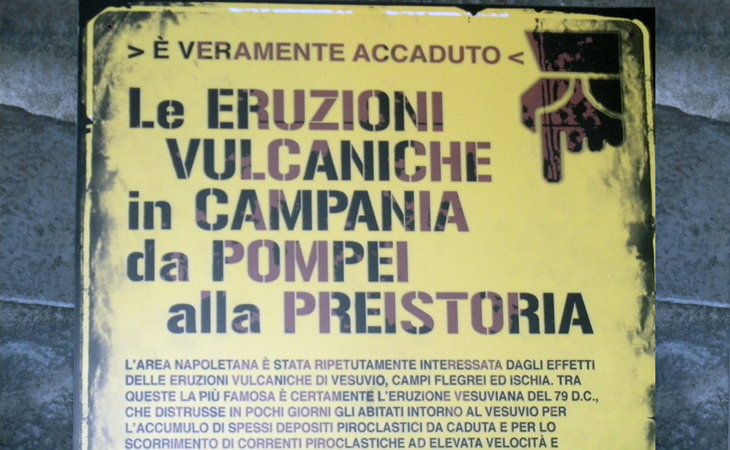 > È VERAMENTE ACCADUTO <
Le ERUZIONI
VULCANICHE
in CAMPANIA
da POMPEI
alla PREISTORIA
L'AREA NAPOLETANA È STATA RIPETUTAMENTE INTERESSATA DAGLI EFFETTI
DELLE ERUZIONI VULCANICHE DI VESUVIO, CAMPI FLEGREI ED ISCHIA. TRA
QUESTE LA PIÙ FAMOSA È CERTAMENTE L'ERUZIONE VESUVIANA DEL 79 D.C.,
CHE DISTRUSSE IN POCHI GIORNI GLI ABITATI INTORNO AL VESUVIO PER
L'ACCUMULO DI SPESSI DEPOSITI PIROCLASTICI DA CADUTA E PER LO
SCORRIMENTO DI CORRENTI PIROCLASTICHE AD ELEVATA VELOCITÀ E